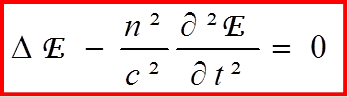 Δ ℰ − n²/c² ∂²ℰ/∂t² = 0